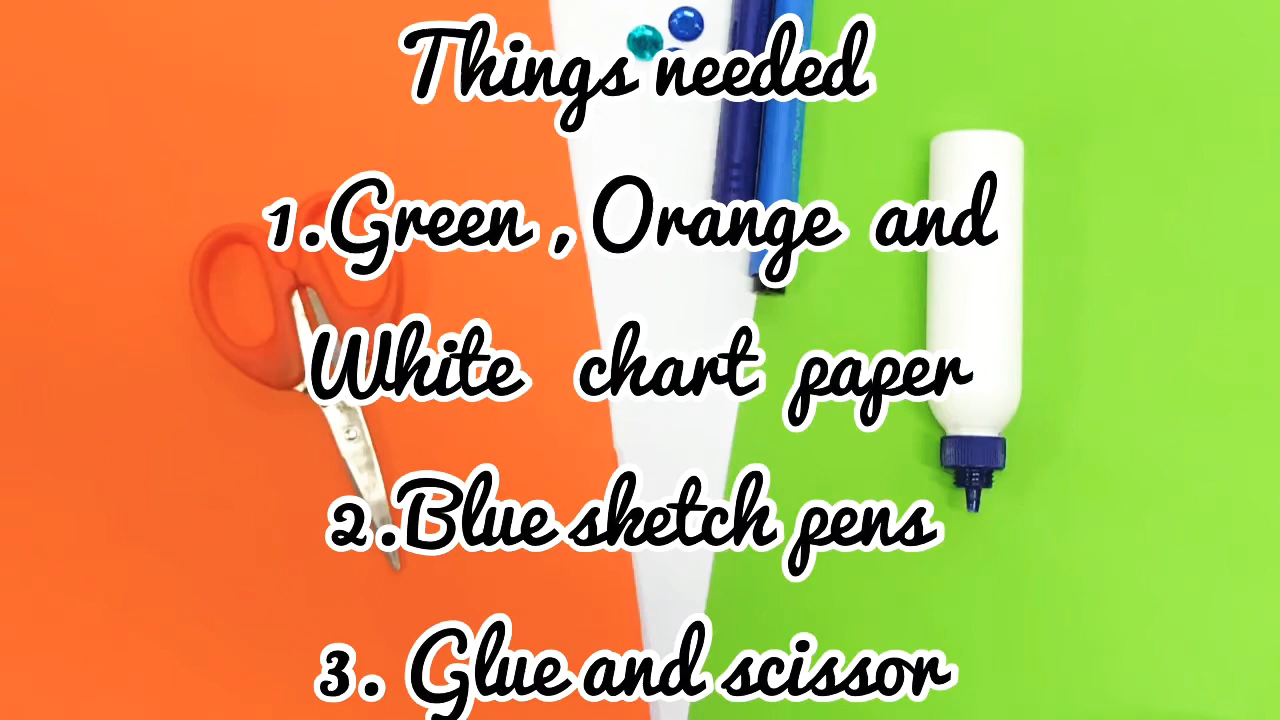 Things needed
1.Green , Orange and
White chart paper
2.Blue sketch pens
3. Glue and scissor